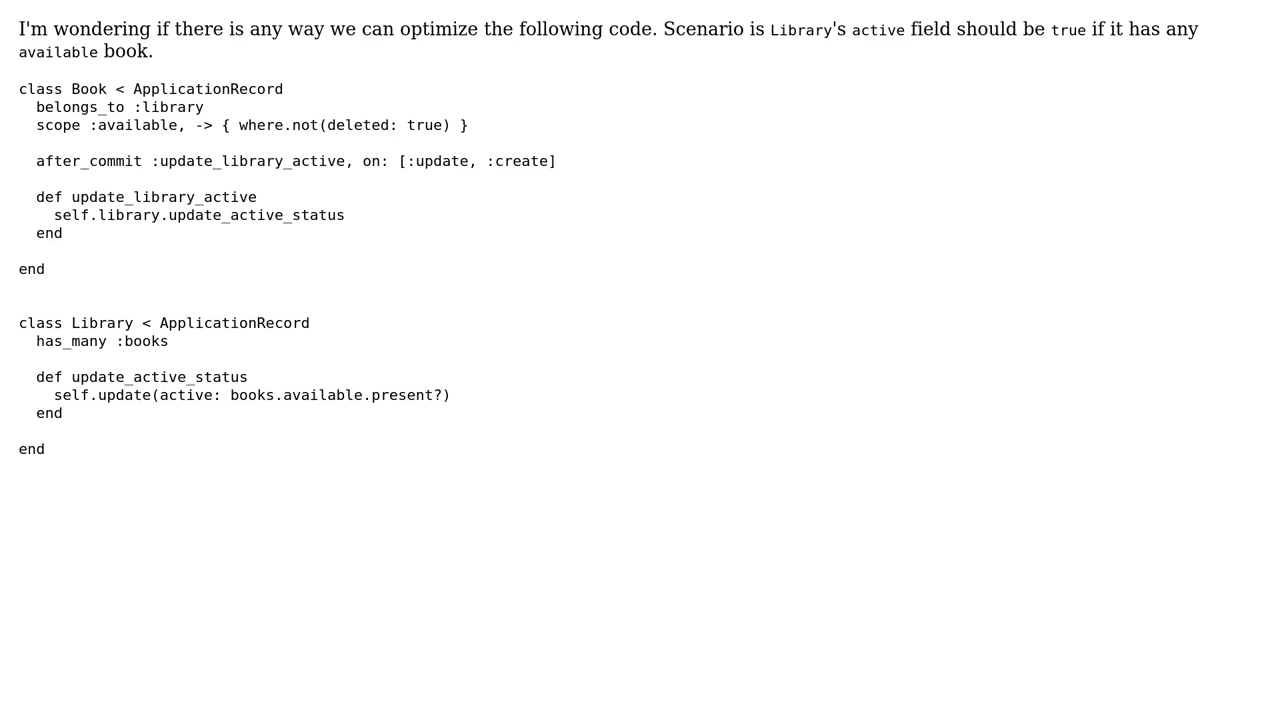 I'm wondering if there is any way we can optimize the following code. Scenario is Library's active field should be true if it has any
available book.
class Book < ApplicationRecord
  belongs_to :library
  scope :available, -> { where.not(deleted: true) }

  after_commit :update_library_active, on: [:update, :create]

  def update_library_active
    self.library.update_active_status
  end

end


class Library < ApplicationRecord
  has_many :books

  def update_active_status
    self.update(active: books.available.present?)
  end

end